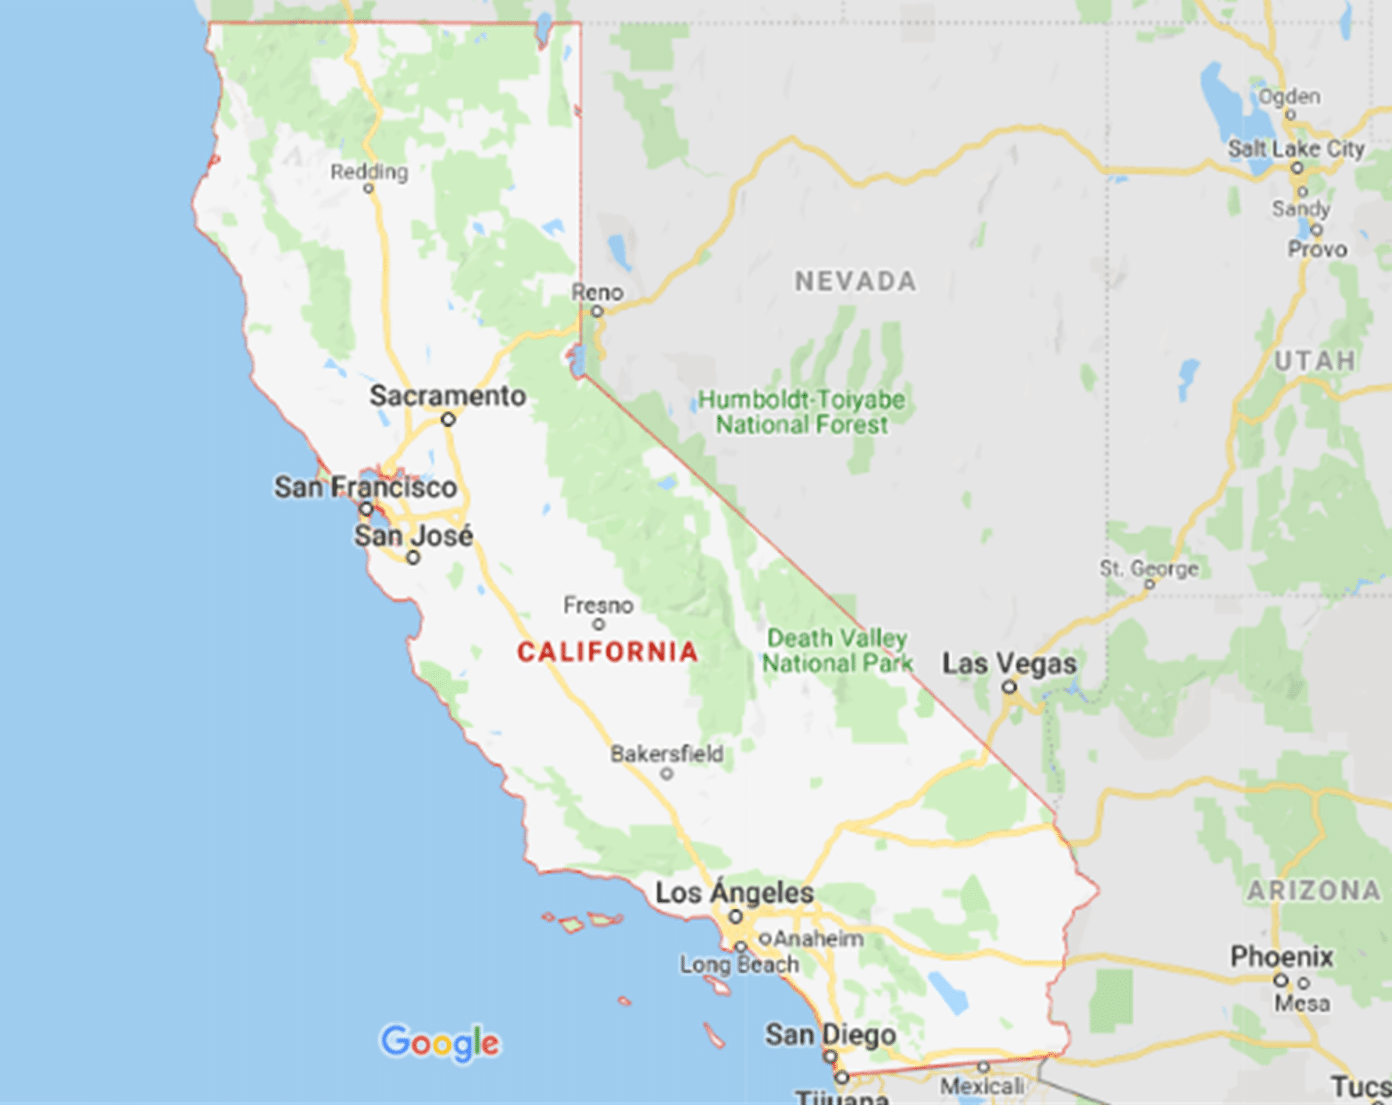 Ogden
Salt Lake City
Redding
Sandy
Provo
NEVADA
Reno
UTAH
Sacramento
Humboldt-Toiyabe
National Forest
San Francisco
San José
St. George
Fresno
CALIFORNIA
Death Valley
National Park
Las Vegas
Bakersfield
Los Ángeles
ARIZONA
Anaheim
Long Beach
Phoenix
Mesa
San Diego
Google
Mexicali
Tijuana
Tucs